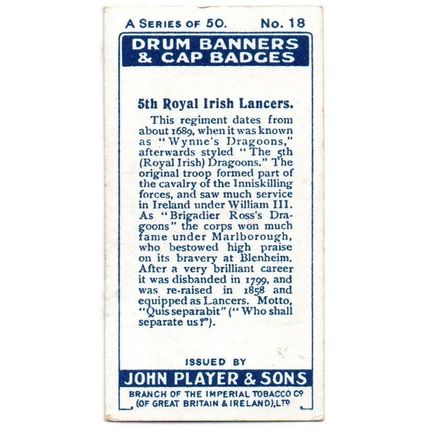 A SERIES OF 50. No. 18
DRUM BANNERS
& CAP BADGES
5th Royal Irish Lancers.
This regiment dates from
about 1689, when it was known
as "Wynne's Dragoons,"
afterwards styled "The 5th
(Royal Irish) Dragoons." The
original troop formed part of
the cavalry of the Inniskilling
forces, and saw much service
in Ireland under William III.
As "Brigadier Ross's Dra-
goons" the corps won much
fame under Marlborough,
who bestowed high praise
on its bravery at Blenheim.
After a very brilliant career
it was disbanded in 1799, and
was re-raised in 1858 and
equipped as Lancers. Motto,
"Quis separabit" ("Who shall
separate us?").
ISSUED BY
JOHN PLAYER & SONS
BRANCH OF THE IMPERIAL TOBACCO CO
(OF GREAT BRITAIN & IRELAND), LTD